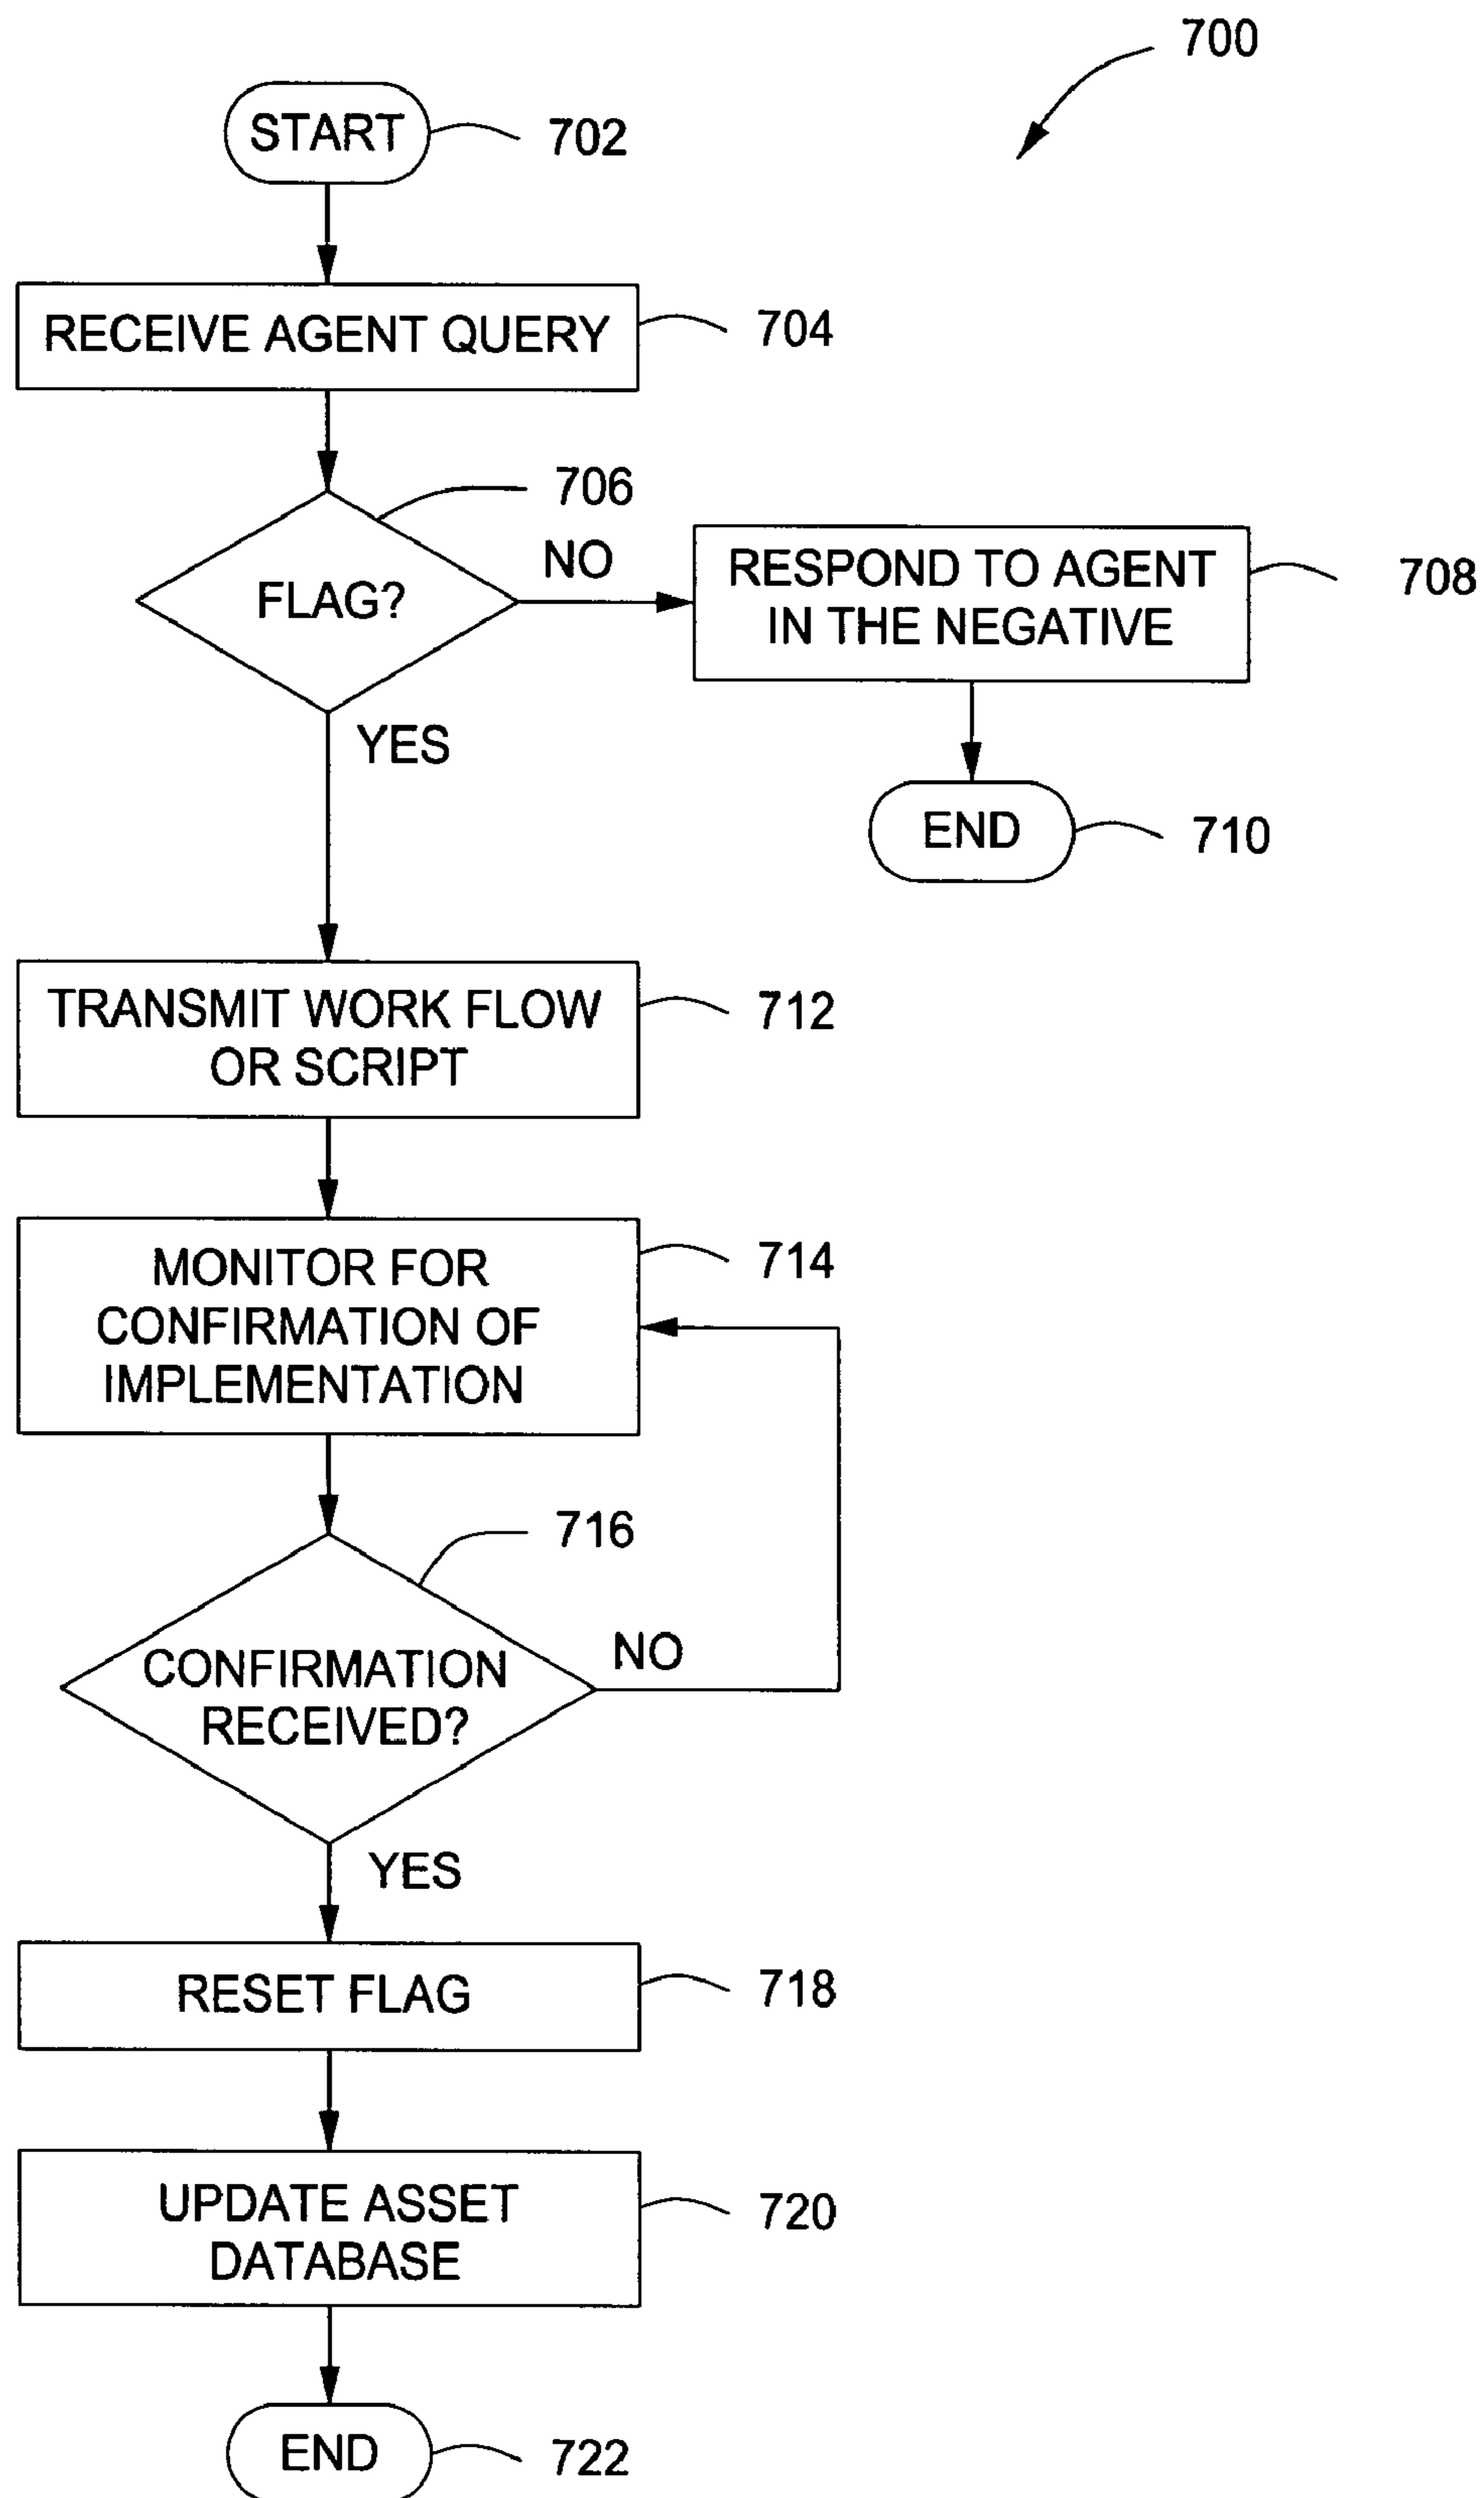 700
START
702
RECEIVE AGENT QUERY
704
706
FLAG?
NO
RESPOND TO AGENT
IN THE NEGATIVE
708
YES
END
710
TRANSMIT WORK FLOW
OR SCRIPT
712
MONITOR FOR
CONFIRMATION OF
IMPLEMENTATION
714
716
CONFIRMATION
RECEIVED?
NO
YES
RESET FLAG
718
UPDATE ASSET
DATABASE
720
END
722